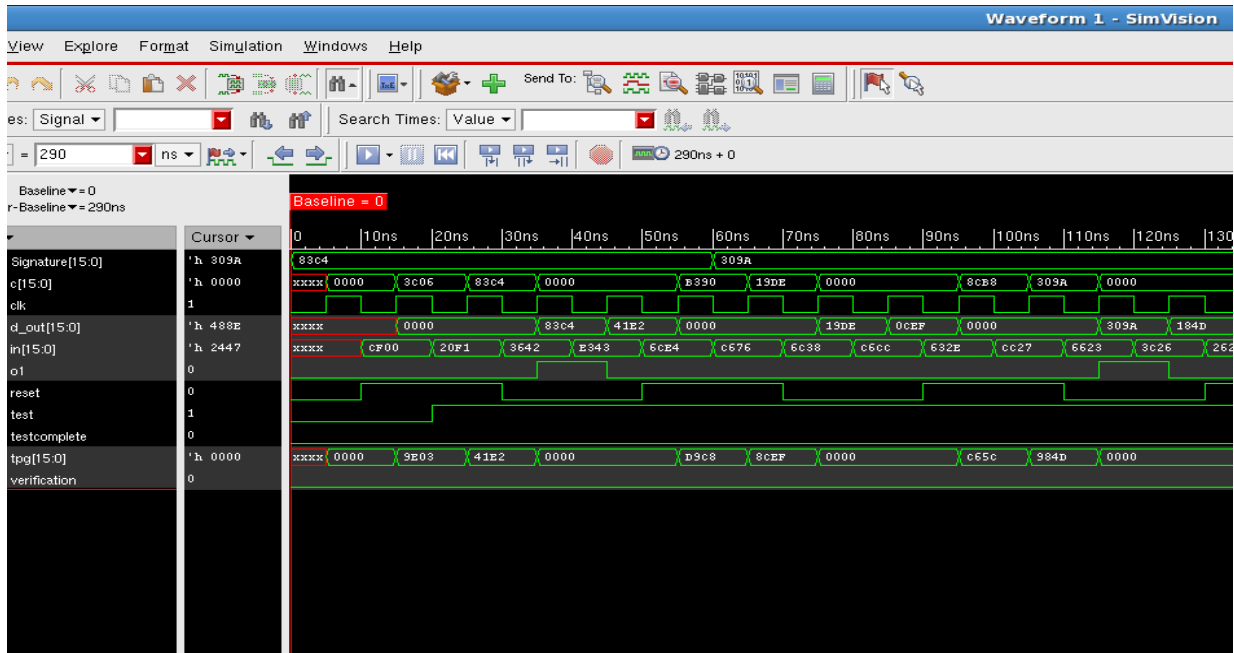 Waveform 1 - SimVision
View Explore Format Simulation Windows Help
Send To:
es: Signal Search Times: Value
= 290 ns 290ns + 0
Baseline = 0
r-Baseline = 290ns
Baseline = 0
Cursor 0 10ns 20ns 30ns 40ns 50ns 60ns 70ns 80ns 90ns 100ns 110ns 120ns 130
Signature[15:0] 'h 309A 83C4 309A
c[15:0] 'h 0000 xxxx 0000 3C06 83C4 0000 B390 19DE 0000 8CB8 309A 0000
clk 1
d_out[15:0] 'h 488E xxxx 0000 83C4 41E2 0000 19DE 0CEF 0000 309A 184D
in[15:0] 'h 2447 xxxx CF00 20F1 3642 E343 6CE4 C676 6C38 C6CC 632E CC27 6623 3C26 262
o1 0
reset 0
test 1
testcomplete 0
tpg[15:0] 'h 0000 xxxx 0000 9E03 41E2 0000 D9C8 8CEF 0000 C65C 984D 0000
verification 0